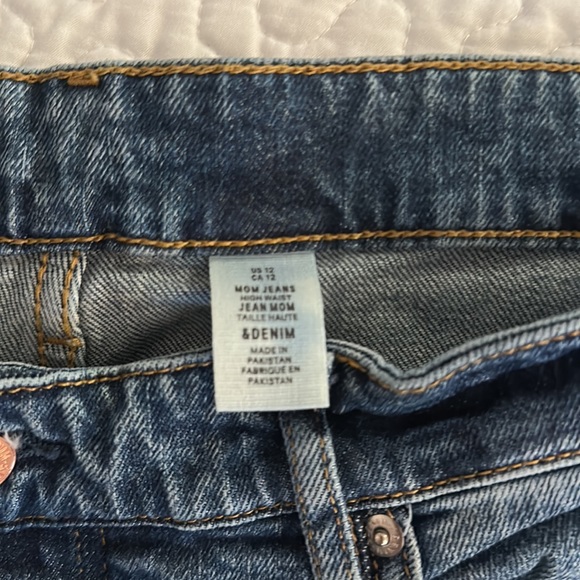 US 12
CA 12
MOM JEANS
HIGH WAIST
JEAN MOM
TAILLE HAUTE
&DENIM
MADE IN
PAKISTAN
FABRIQUÉ EN
PAKISTAN